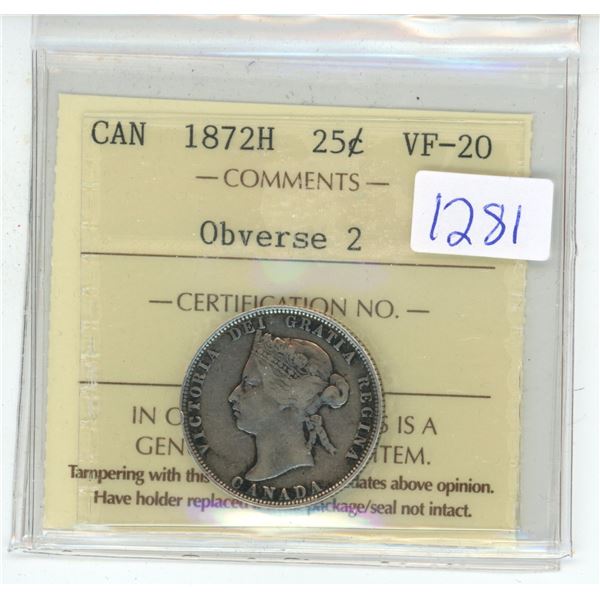 CAN 1872H 25¢ VF-20
— COMMENTS —
1281
Obverse 2
— CERTIFICATION NO. —
VICTORIA DEI GRATIA REGINA
CANADA
IN O S IS A
GEN ITEM.
Tampering with this dates above opinion.
Have holder replaced package/seal not intact.